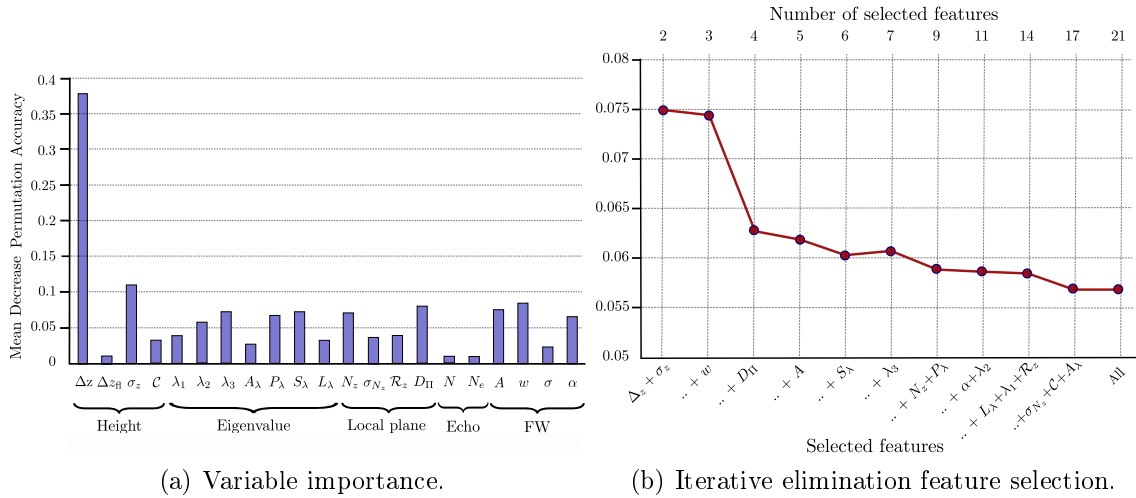 Mean Decrease Permutation Accuracy
0.4
0.35
0.3
0.25
0.2
0.15
0.1
0.05
0
Δz Δz_fl σ_z C λ_1 λ_2 λ_3 A_λ P_λ S_λ L_λ N_z σ_{N_z} R_z D_Π N N_e A w σ α
Height Eigenvalue Local plane Echo FW
(a) Variable importance.
Number of selected features
2 3 4 5 6 7 9 11 14 17 21
0.08
0.075
0.07
0.065
0.06
0.055
0.05
Δ_z + σ_z
.. + w
.. + D_Π
.. + A
.. + S_λ
.. + λ_3
.. + N_z+P_λ
.. + α+λ_2
.. + L_λ+λ_1+R_z
..+σ_{N_z}+C+A_λ
All
Selected features
(b) Iterative elimination feature selection.